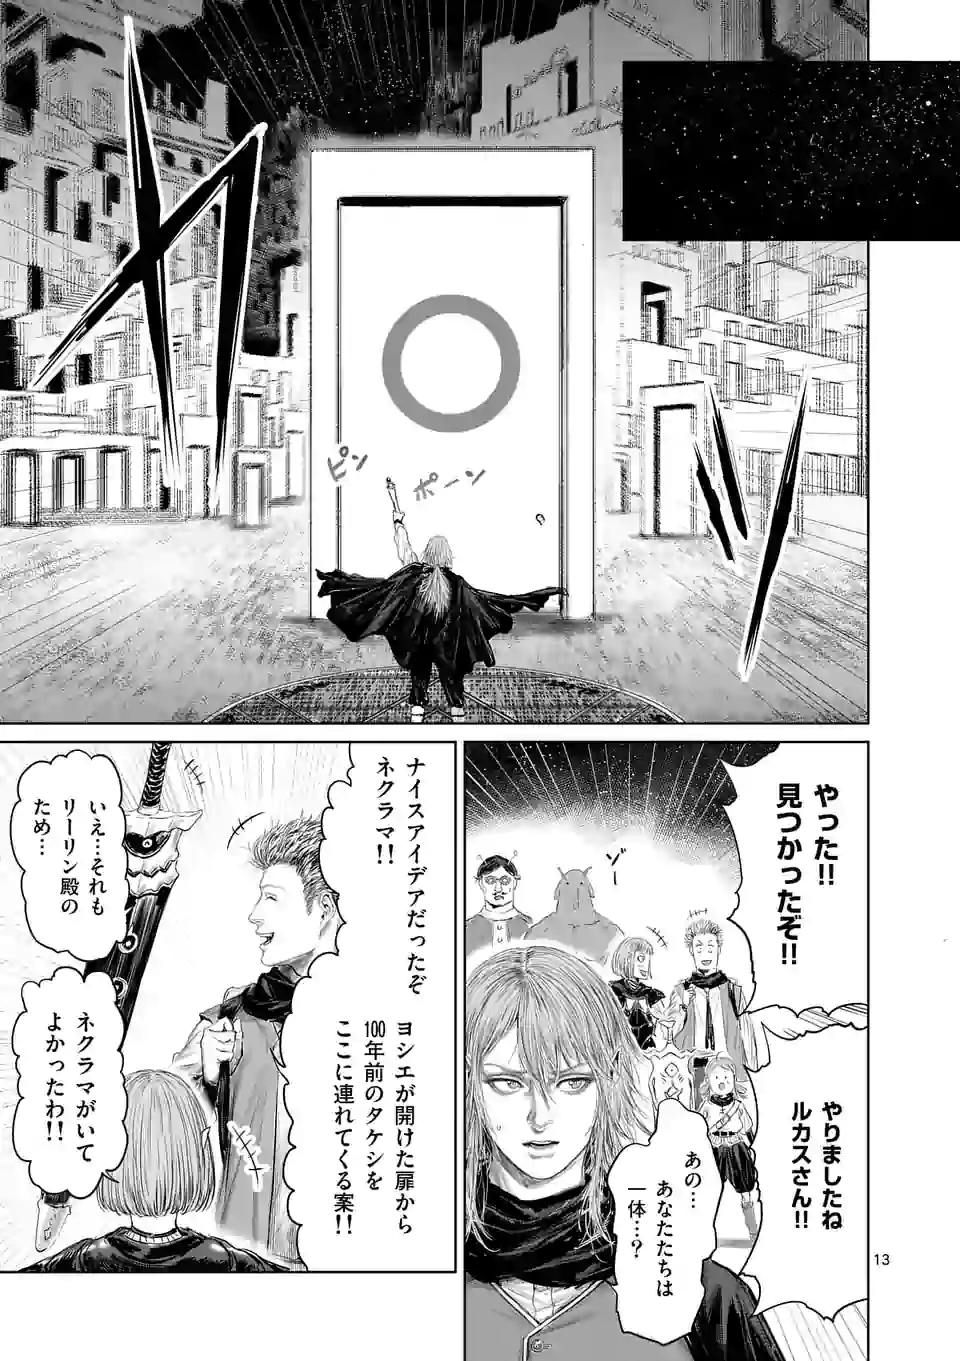 ガ
ッ
ピン
ポーン
やった!!
見つかったぞ!!
やりましたね
ルカスさん!!
ゾー
あの…
あなたたちは
一体…?
ナイスアイデアだったぞ
ネクラマ!!
ヨシエが開けた扉から
100年前のタケシを
ここに連れてくる案!!
いえ…それも
リーリン殿の
ため…
ネクラマがいて
よかったわ!!
13